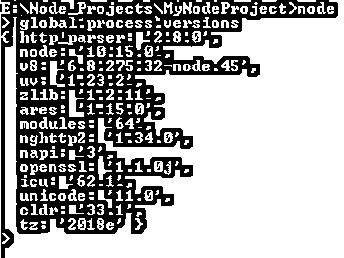 E:\Node_Projects\MyNodeProject>node
> global.process.versions
{ http_parser: '2.8.0',
node: '10.15.0',
v8: '6.8.275.32-node.45',
uv: '1.23.2',
zlib: '1.2.11',
ares: '1.15.0',
modules: '64',
nghttp2: '1.34.0',
napi: '3',
openssl: '1.1.0j',
icu: '62.1',
unicode: '11.0',
cldr: '33.1',
tz: '2018e' }
>